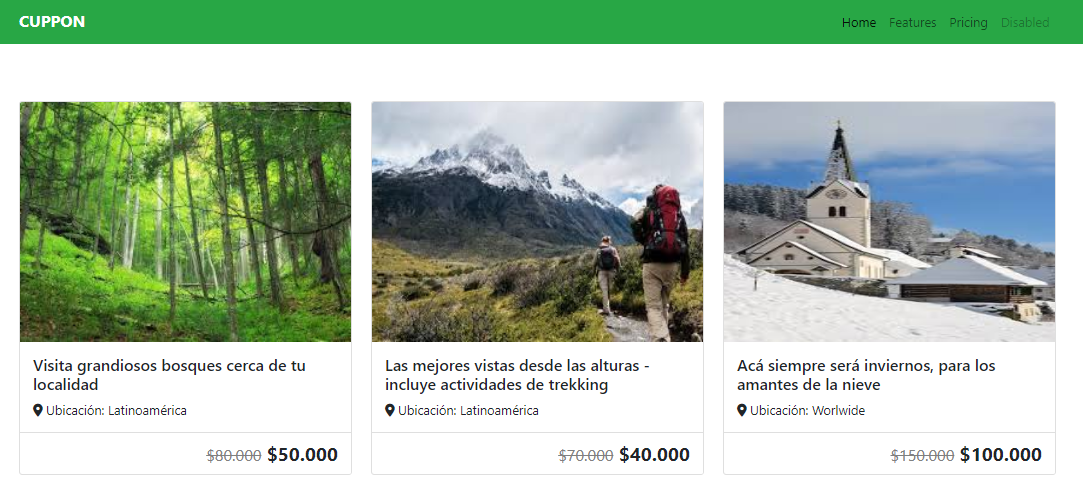 CUPPON
Home Features Pricing Disabled
Visita grandiosos bosques cerca de tu
localidad
Ubicación: Latinoamérica
$80.000 $50.000
Las mejores vistas desde las alturas -
incluye actividades de trekking
Ubicación: Latinoamérica
$70.000 $40.000
Acá siempre será inviernos, para los
amantes de la nieve
Ubicación: Worlwide
$150.000 $100.000